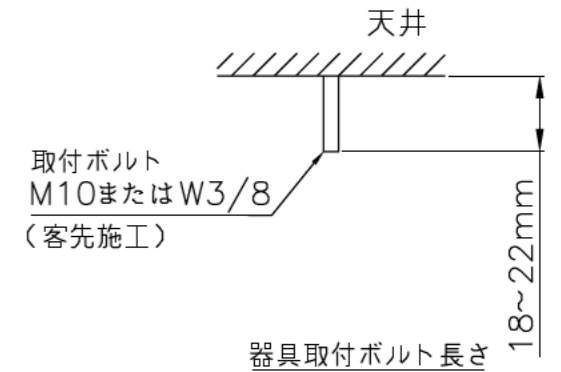 天井
取付ボルト
M10またはW3/8
（客先施工）
18~22mm
器具取付ボルト長さ